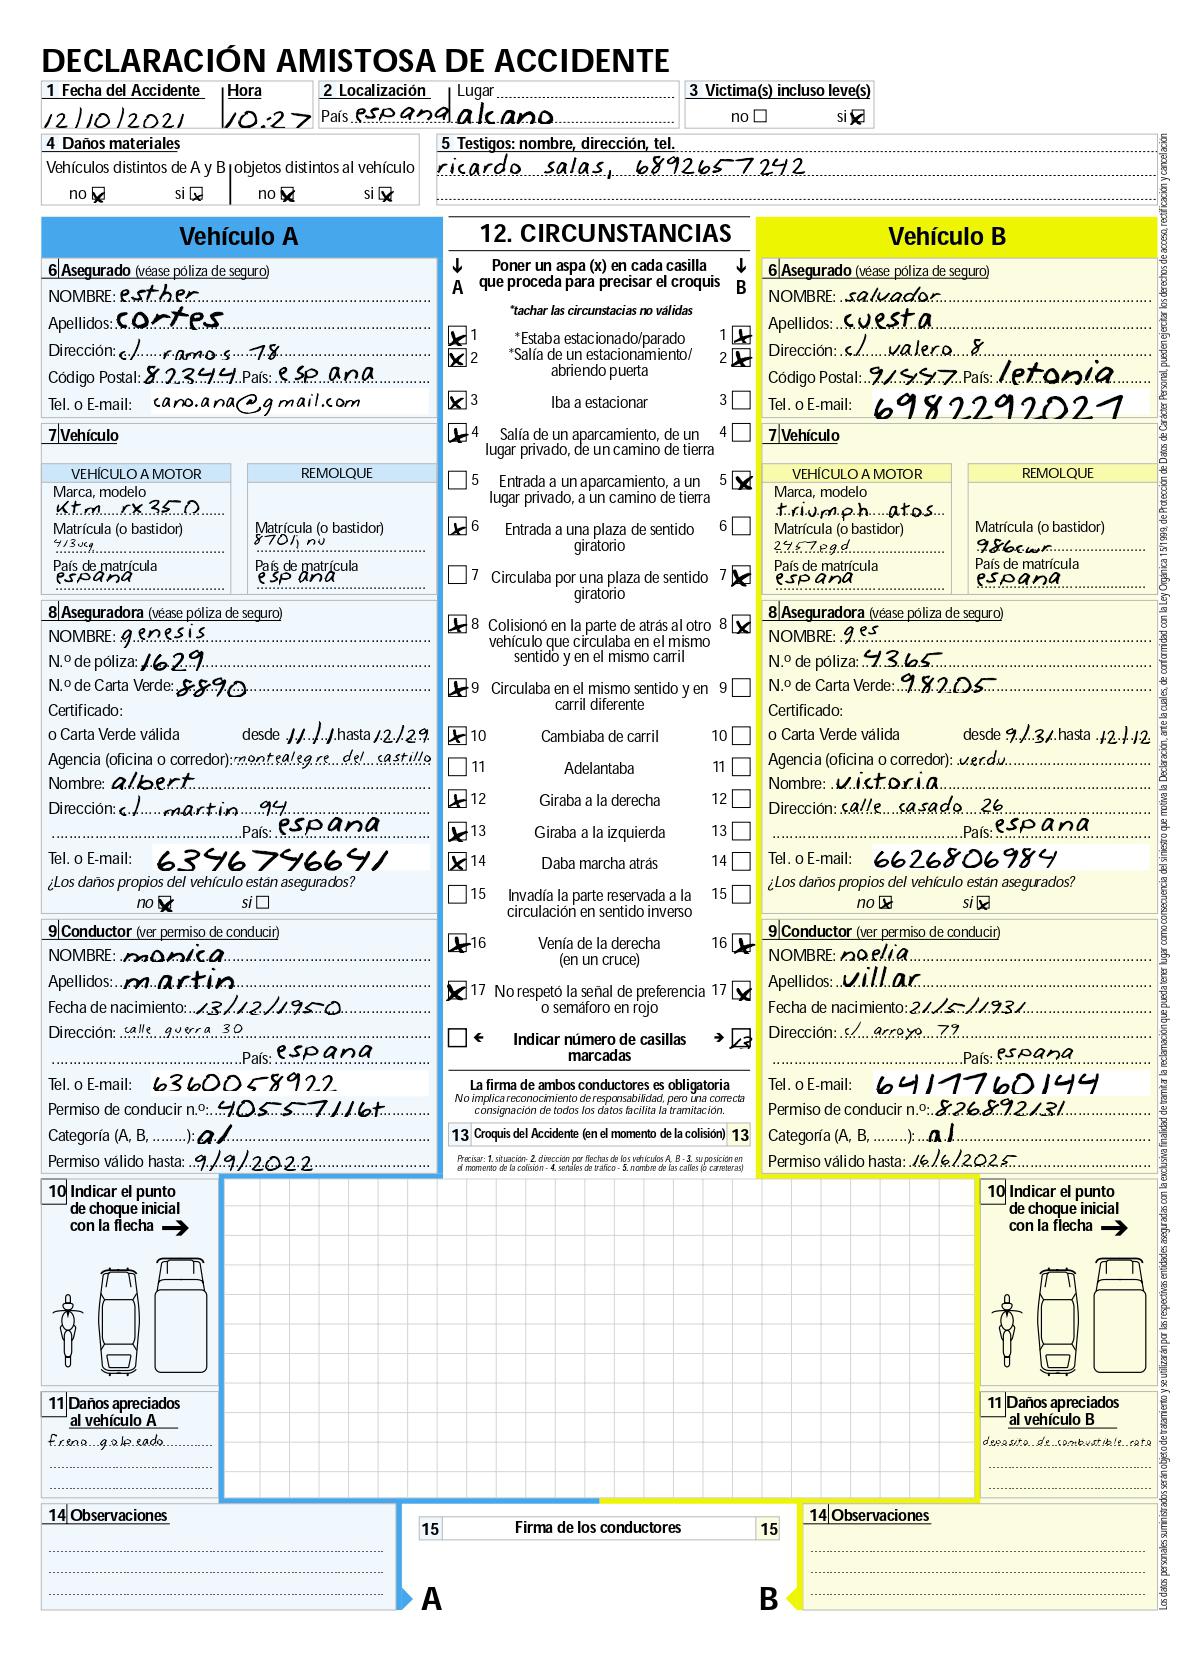 DECLARACIÓN AMISTOSA DE ACCIDENTE
1 Fecha del Accidente Hora
12/10/2021 10:27
2 Localización Lugar
País espana alcano
3 Victima(s) incluso leve(s)
no si x
4 Daños materiales
Vehículos distintos de A y B objetos distintos al vehículo
no x si x no x si x
5 Testigos: nombre, dirección, tel.
ricardo salas, 6892657242
Vehículo A
6 Asegurado (véase póliza de seguro)
NOMBRE: esther
Apellidos: cortes
Dirección: c/ ramos 78
Código Postal: 82344 País: espana
Tel. o E-mail: cano.ana@gmail.com
7 Vehículo
VEHÍCULO A MOTOR REMOLQUE
Marca, modelo
ktm rx350
Matrícula (o bastidor) Matrícula (o bastidor)
413ucg 8701jnu
País de matrícula País de matrícula
espana espana
8 Aseguradora (véase póliza de seguro)
NOMBRE: genesis
N.º de póliza: 1629
N.º de Carta Verde: 8890
Certificado:
o Carta Verde válida desde 11/1 hasta 12/29
Agencia (oficina o corredor): montealegre del castillo
Nombre: albert
Dirección: c/ martin 94
País: espana
Tel. o E-mail: 6346746641
¿Los daños propios del vehículo están asegurados?
no x si
9 Conductor (ver permiso de conducir)
NOMBRE: monica
Apellidos: martin
Fecha de nacimiento: 13/12/1950
Dirección: calle guerra 30
País: espana
Tel. o E-mail: 6360058922
Permiso de conducir n.º: 40557116t
Categoría (A, B, ........): a1
Permiso válido hasta: 9/9/2022
10 Indicar el punto
de choque inicial
con la flecha →
11 Daños apreciados
al vehículo A
freno golpeado
14 Observaciones
12. CIRCUNSTANCIAS
↓ Poner un aspa (x) en cada casilla ↓
A que proceda para precisar el croquis B
*tachar las circunstacias no válidas
x 1 *Estaba estacionado/parado 1 x
x 2 *Salía de un estacionamiento/ 2 x
abriendo puerta
x 3 Iba a estacionar 3
x 4 Salía de un aparcamiento, de un 4
lugar privado, de un camino de tierra
5 Entrada a un aparcamiento, a un 5 x
lugar privado, a un camino de tierra
x 6 Entrada a una plaza de sentido 6
giratorio
7 Circulaba por una plaza de sentido 7 x
giratorio
x 8 Colisionó en la parte de atrás al otro 8 x
vehículo que circulaba en el mismo
sentido y en el mismo carril
x 9 Circulaba en el mismo sentido y en 9
carril diferente
x 10 Cambiaba de carril 10
11 Adelantaba 11
x 12 Giraba a la derecha 12
x 13 Giraba a la izquierda 13
x 14 Daba marcha atrás 14
15 Invadía la parte reservada a la 15
circulación en sentido inverso
x 16 Venía de la derecha 16 x
(en un cruce)
x 17 No respetó la señal de preferencia 17 x
o semáforo en rojo
← Indicar número de casillas → 13
marcadas
La firma de ambos conductores es obligatoria
No implica reconocimiento de responsabilidad, pero una correcta
consignación de todos los datos facilita la tramitación.
13 Croquis del Accidente (en el momento de la colisión) 13
Precisar: 1. situación- 2. dirección por flechas de los vehículos A, B - 3. su posición en
el momento de la colisión - 4. señales de tráfico - 5. nombre de las calles (o carreteras)
15 Firma de los conductores 15
A B
Vehículo B
6 Asegurado (véase póliza de seguro)
NOMBRE: salvador
Apellidos: cuesta
Dirección: c/ valero 8
Código Postal: 91447 País: letonia
Tel. o E-mail: 6982292021
7 Vehículo
VEHÍCULO A MOTOR REMOLQUE
Marca, modelo
triumph atos
Matrícula (o bastidor) Matrícula (o bastidor)
2457pgd 986cwr
País de matrícula País de matrícula
espana espana
8 Aseguradora (véase póliza de seguro)
NOMBRE: ges
N.º de póliza: 4365
N.º de Carta Verde: 98205
Certificado:
o Carta Verde válida desde 9/31 hasta 12/12
Agencia (oficina o corredor): verdu
Nombre: victoria
Dirección: calle casado 26
País: espana
Tel. o E-mail: 6626806984
¿Los daños propios del vehículo están asegurados?
no x si x
9 Conductor (ver permiso de conducir)
NOMBRE: noelia
Apellidos: villar
Fecha de nacimiento: 21/5/1931
Dirección: c/ arroyo 79
País: espana
Tel. o E-mail: 6417760144
Permiso de conducir n.º: 826892131
Categoría (A, B, ........): a1
Permiso válido hasta: 16/6/2025
10 Indicar el punto
de choque inicial
con la flecha →
11 Daños apreciados
al vehículo B
deposito de combustible roto
14 Observaciones
Los datos personales suministrados serán objeto de tratamiento y se utilizarán por las respectivas entidades aseguradas con la exclusiva finalidad de tramitar la reclamación que pueda tener lugar como consecuencia del siniestro que motiva la Declaración, ante la cuales, de conformidad con la Ley Orgánica 15/1999, de Protección de Datos de Carácter Personal, pueden ejercitar los derechos de acceso, rectificación y cancelación